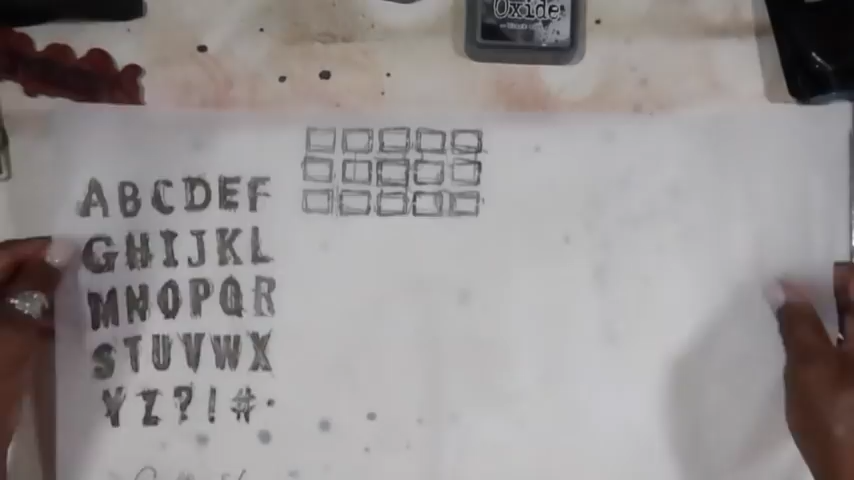 Oxide
ABCDEF
GHIJKL
MNOPQR
STUVWX
YZ?!#.